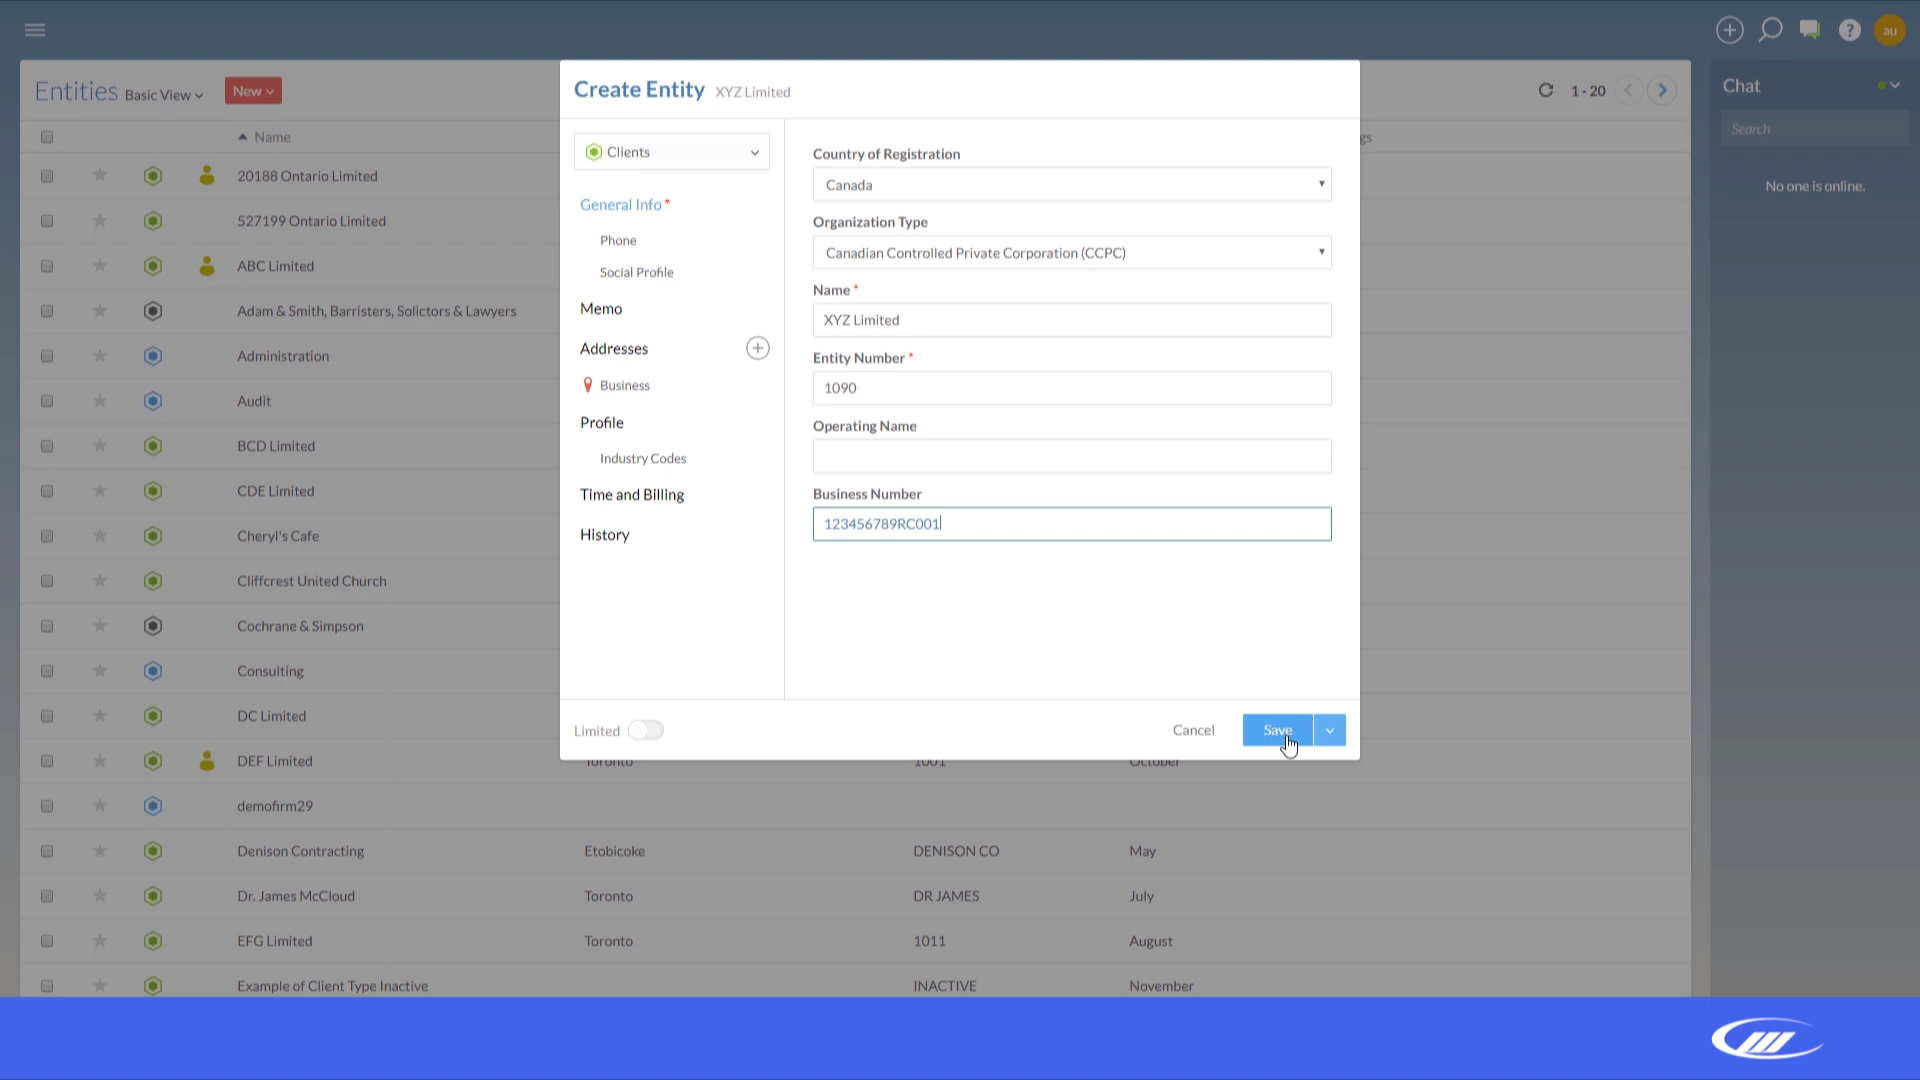 au
Entities Basic View New
1 - 20
Name
gs
20188 Ontario Limited
527199 Ontario Limited
ABC Limited
Adam & Smith, Barristers, Solictors & Lawyers
Administration
Audit
BCD Limited
CDE Limited
Cheryl's Cafe
Cliffcrest United Church
Cochrane & Simpson
Consulting
DC Limited
DEF Limited Toronto 1001 October
demofirm29
Denison Contracting Etobicoke DENISON CO May
Dr. James McCloud Toronto DR JAMES July
EFG Limited Toronto 1011 August
Example of Client Type Inactive INACTIVE November
Create Entity XYZ Limited
Clients
General Info *
Phone
Social Profile
Memo
Addresses
Business
Profile
Industry Codes
Time and Billing
History
Country of Registration
Canada
Organization Type
Canadian Controlled Private Corporation (CCPC)
Name *
XYZ Limited
Entity Number *
1090
Operating Name
Business Number
123456789RC001
Limited
Cancel
Save
Chat
Search
No one is online.